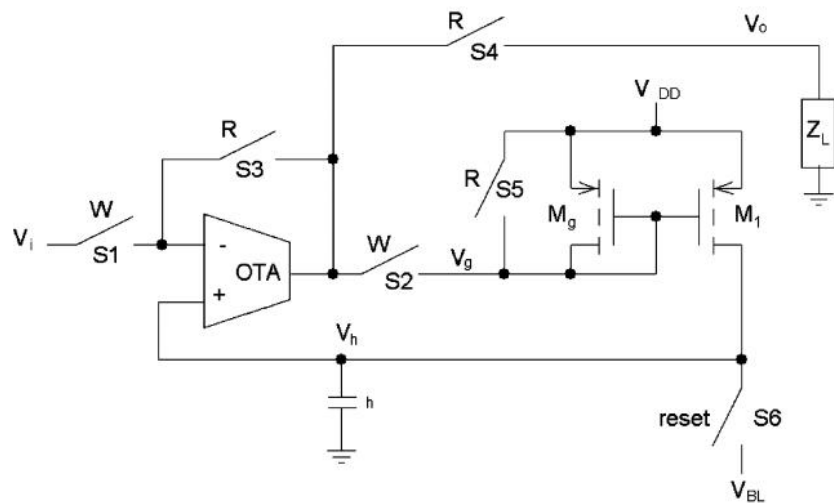 R
S4
Vo
VDD
ZL
R
S3
R
S5
Mg
M1
W
Vi
S1
-
OTA
+
W
S2
Vg
Vh
h
reset
S6
VBL